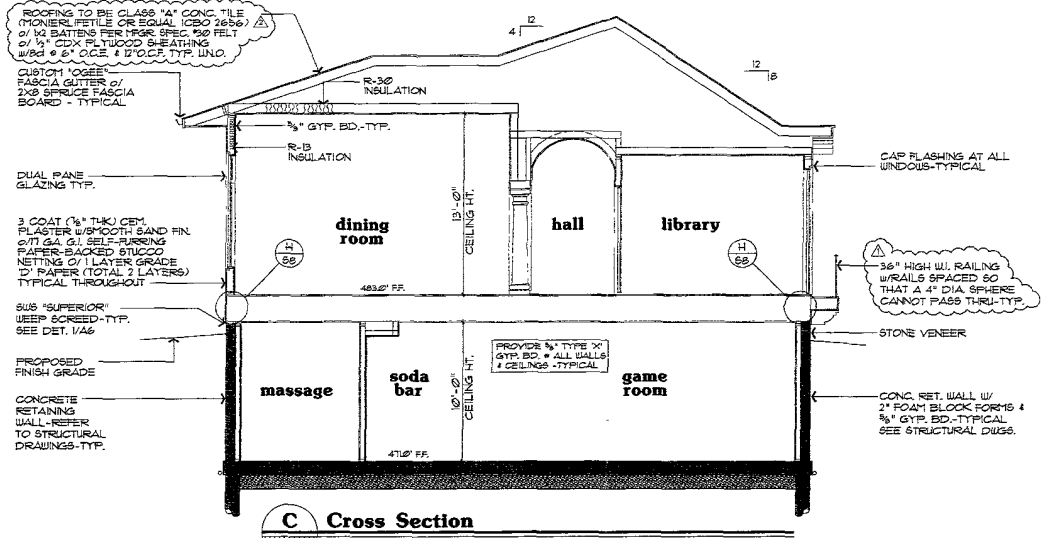 ROOFING TO BE CLASS "A" CONC. TILE
(MONIERLIFETILE OR EQUAL ICBO 2656)
O/ 1X2 BATTENS PER MFGR. SPEC. #30 FELT
O/ 1/2" CDX PLYWOOD SHEATHING
W/8d @ 6" O.C.E. & 12" O.C.F. TYP. U.N.O.
2
CUSTOM "OGEE"
FASCIA GUTTER O/
2X8 SPRUCE FASCIA
BOARD - TYPICAL
R-30
INSULATION
5/8" GYP. BD.-TYP.
R-13
INSULATION
12
4
12
8
DUAL PANE
GLAZING TYP.
CAP FLASHING AT ALL
WINDOWS-TYPICAL
3 COAT (7/8" THK) CEM.
PLASTER W/SMOOTH SAND FIN.
O/17 GA. G.I. SELF-FURRING
PAPER-BACKED STUCCO
NETTING O/ 1 LAYER GRADE
'D' PAPER (TOTAL 2 LAYERS)
TYPICAL THROUGHOUT
dining
room
13'-0"
CEILING HT.
hall
library
H
S8
H
S8
483.0' F.F.
1
36" HIGH W.I. RAILING
W/RAILS SPACED SO
THAT A 4" DIA. SPHERE
CANNOT PASS THRU-TYP.
SWS "SUPERIOR"
WEEP SCREED-TYP.
SEE DET. 1/A6
STONE VENEER
PROPOSED
FINISH GRADE
PROVIDE 5/8" TYPE 'X'
GYP. BD. @ ALL WALLS
& CEILINGS -TYPICAL
massage
soda
bar
10'-0"
CEILING HT.
game
room
CONCRETE
RETAINING
WALL-REFER
TO STRUCTURAL
DRAWINGS-TYP.
CONC. RET. WALL W/
2" FOAM BLOCK FORMS &
5/8" GYP. BD.-TYPICAL
SEE STRUCTURAL DWGS.
471.0' F.F.
C Cross Section